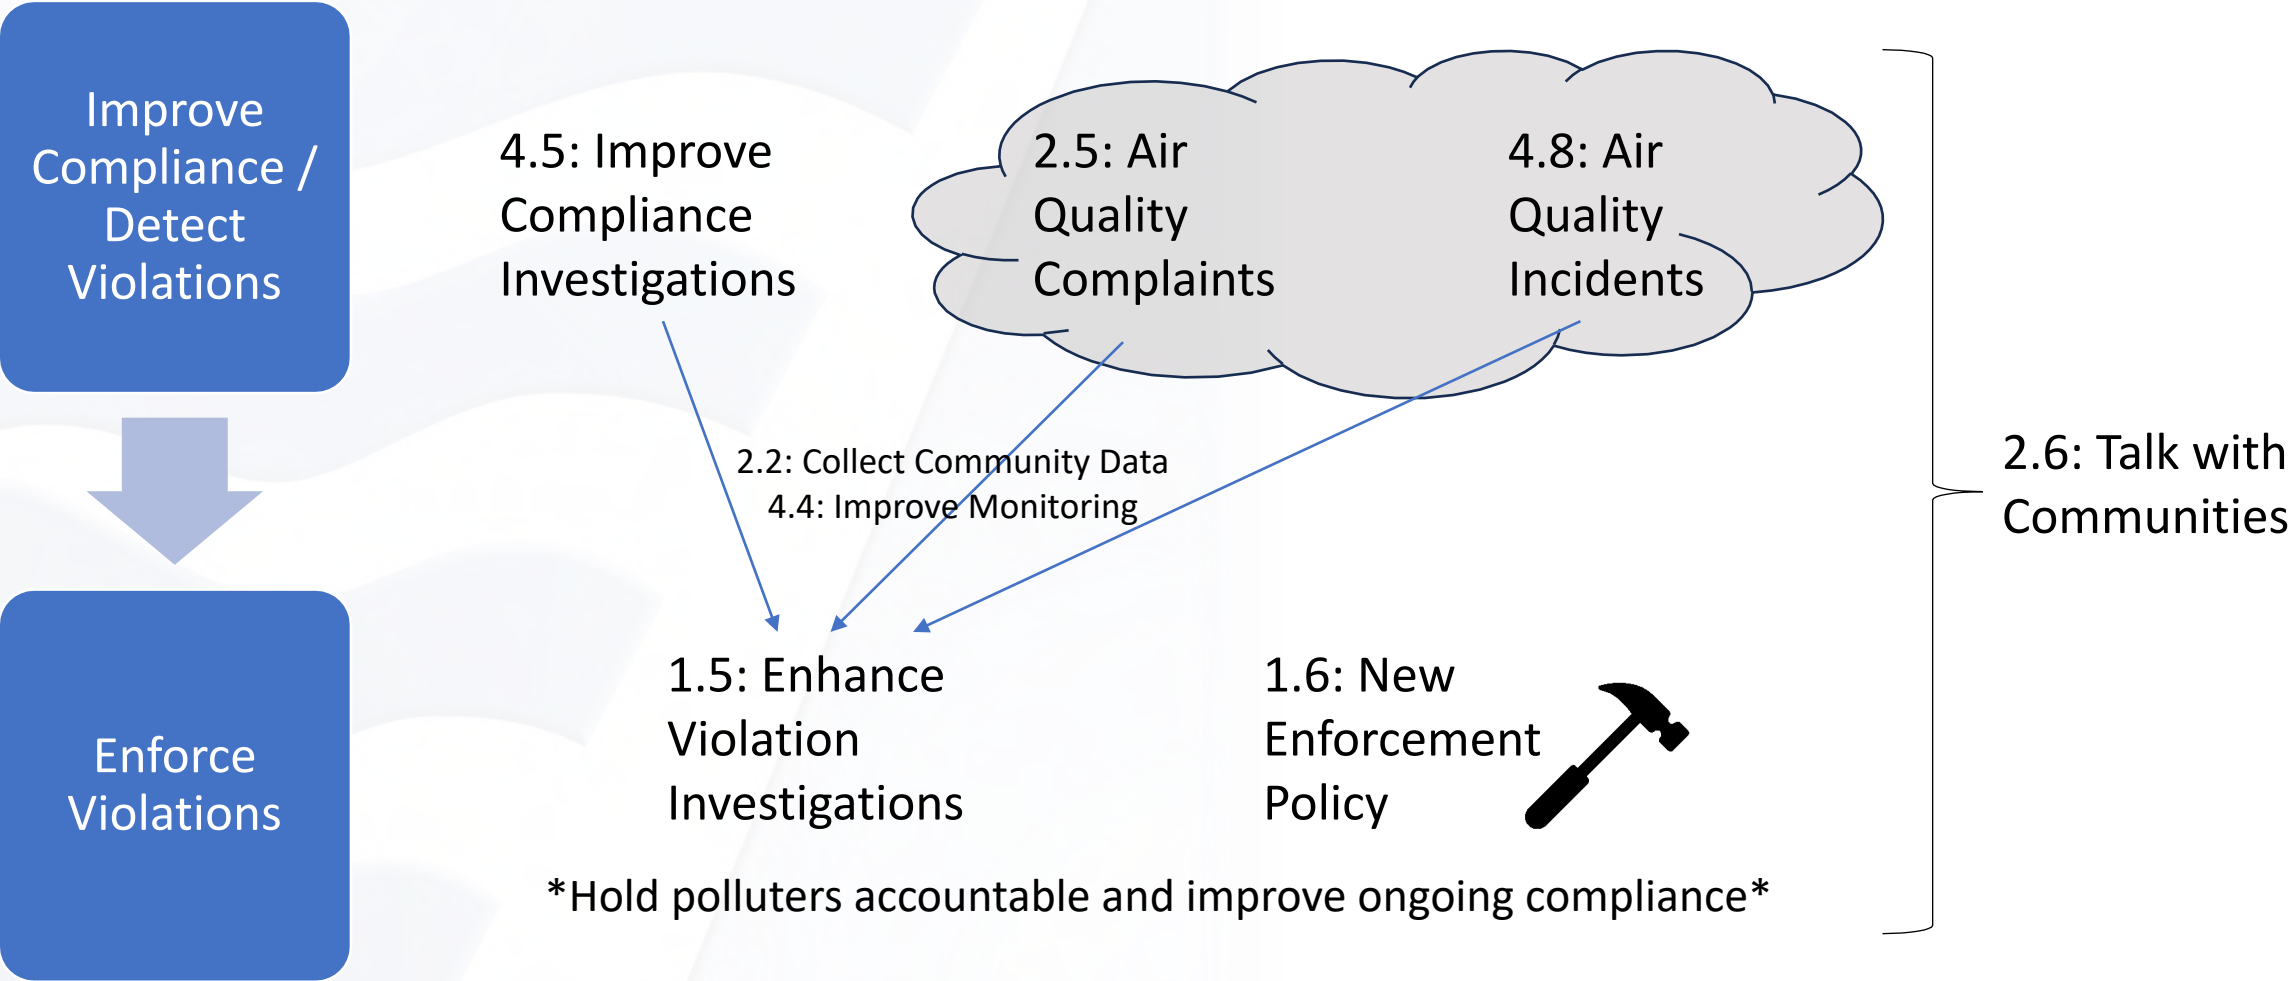 Improve
Compliance /
Detect
Violations
4.5: Improve
Compliance
Investigations
2.5: Air
Quality
Complaints
4.8: Air
Quality
Incidents
2.2: Collect Community Data
4.4: Improve Monitoring
2.6: Talk with
Communities
Enforce
Violations
1.5: Enhance
Violation
Investigations
1.6: New
Enforcement
Policy
*Hold polluters accountable and improve ongoing compliance*